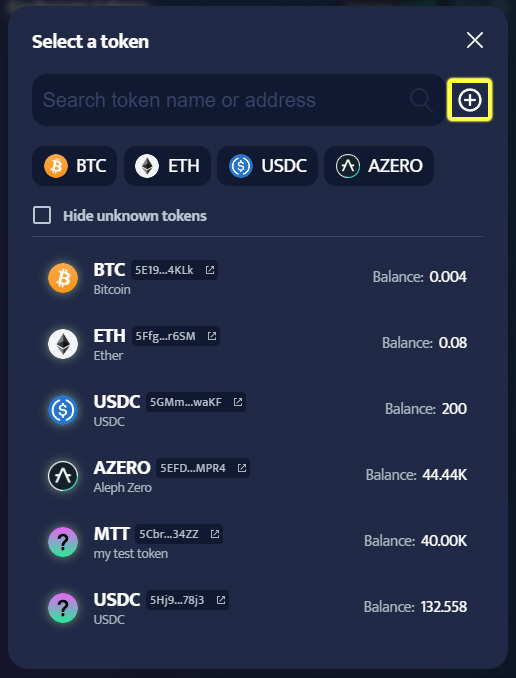 Select a token
Search token name or address
BTC ETH USDC AZERO
Hide unknown tokens
BTC 5E19...4KLk
Bitcoin
Balance: 0.004
ETH 5Ffg...r6SM
Ether
Balance: 0.08
USDC 5GMm...waKF
USDC
Balance: 200
AZERO 5EFD...MPR4
Aleph Zero
Balance: 44.44K
MTT 5Cbr...34ZZ
my test token
Balance: 40.00K
USDC 5Hj9...78j3
USDC
Balance: 132.558